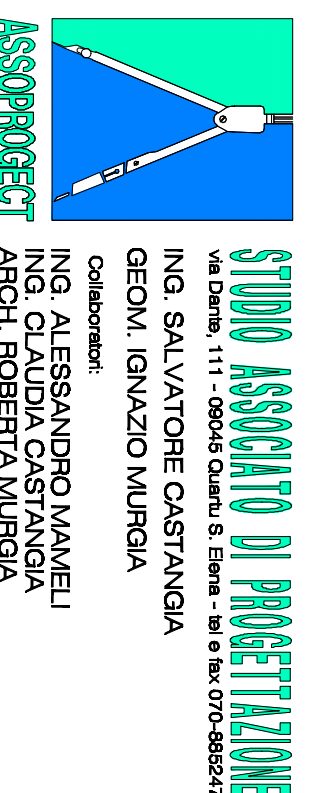 STUDIO ASSOCIATO DI PROGETTAZIONE
via Dante, 111 - 09045 Quartu S. Elena - tel e fax 070-885247
ING. SALVATORE CASTANGIA
GEOM. IGNAZIO MURGIA
Collaboratori:
ING. ALESSANDRO MAMELI
ING. CLAUDIA CASTANGIA
ARCH. ROBERTA MURGIA
ASSOPROGECT